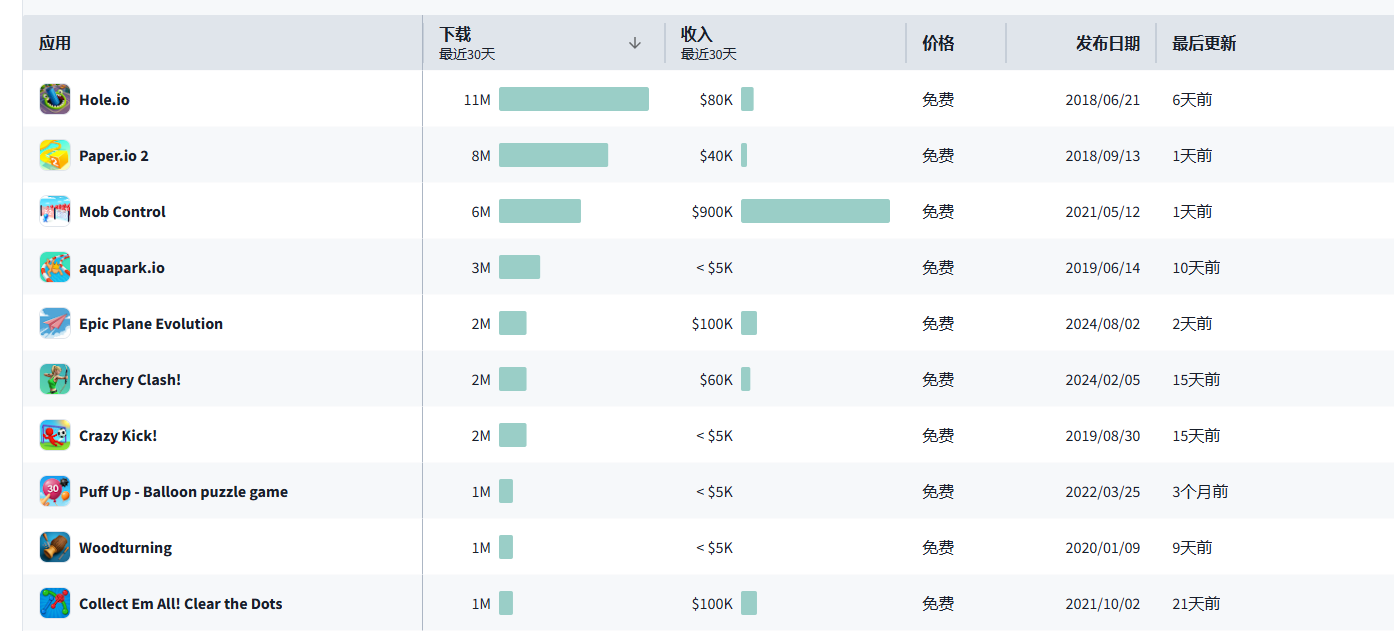 应用 下载 收入 价格 发布日期 最后更新
最近30天 最近30天
Hole.io 11M $80K 免费 2018/06/21 6天前
Paper.io 2 8M $40K 免费 2018/09/13 1天前
Mob Control 6M $900K 免费 2021/05/12 1天前
aquapark.io 3M < $5K 免费 2019/06/14 10天前
Epic Plane Evolution 2M $100K 免费 2024/08/02 2天前
Archery Clash! 2M $60K 免费 2024/02/05 15天前
Crazy Kick! 2M < $5K 免费 2019/08/30 15天前
30
Puff Up - Balloon puzzle game 1M < $5K 免费 2022/03/25 3个月前
Woodturning 1M < $5K 免费 2020/01/09 9天前
Collect Em All! Clear the Dots 1M $100K 免费 2021/10/02 21天前